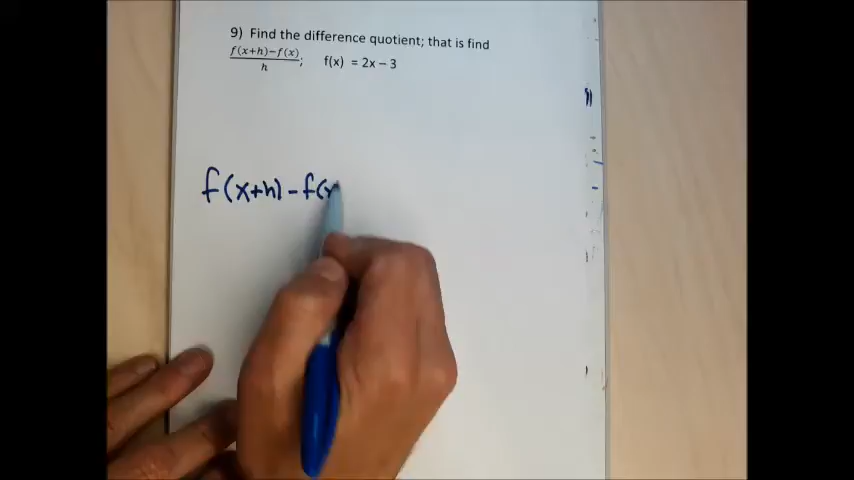 9) Find the difference quotient; that is find
f(x+h)−f(x)
h
; f(x) = 2x − 3
f(x+h) - f(x